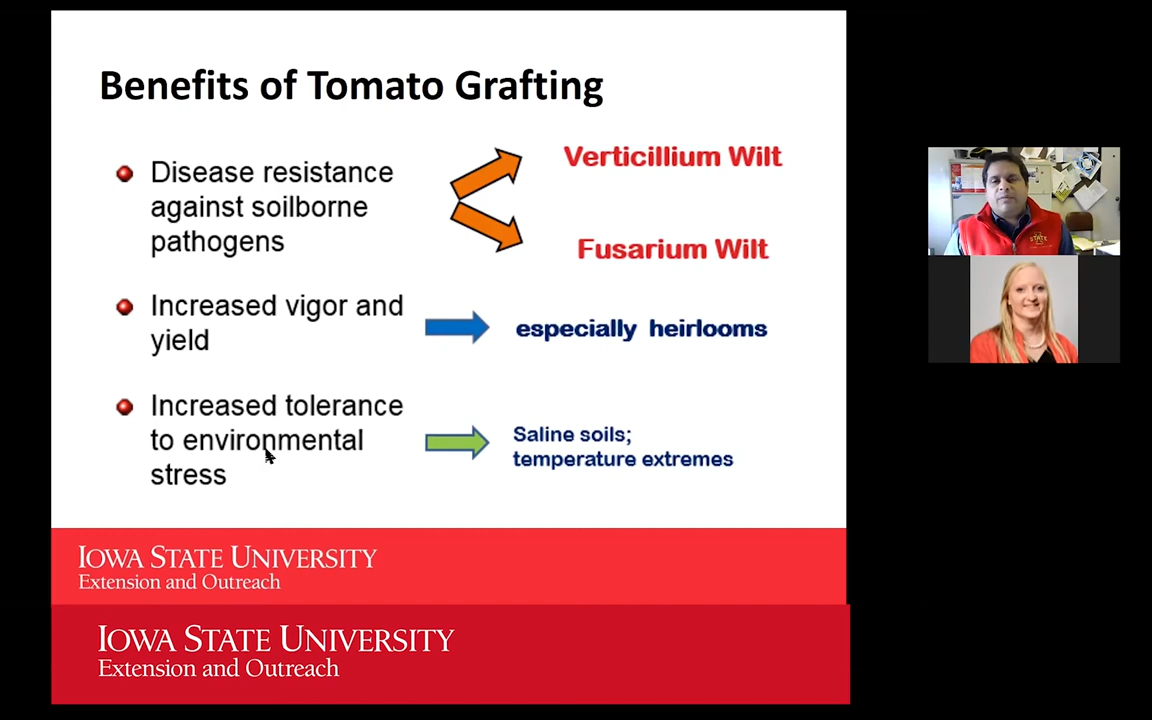 Benefits of Tomato Grafting
Disease resistance
against soilborne
pathogens
Verticillium Wilt
Fusarium Wilt
Increased vigor and
yield
especially heirlooms
Increased tolerance
to environmental
stress
Saline soils;
temperature extremes
IOWA STATE UNIVERSITY
Extension and Outreach
IOWA STATE UNIVERSITY
Extension and Outreach
STATE